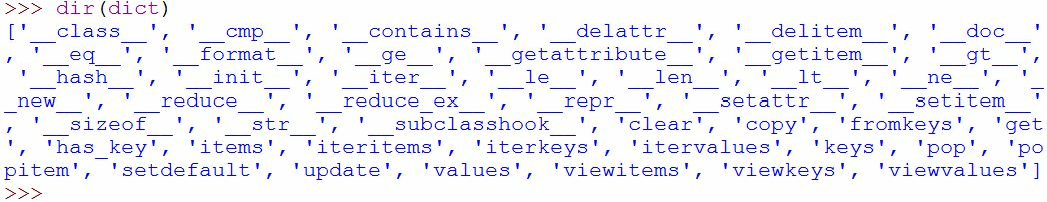 >>> dir(dict)
['__class__', '__cmp__', '__contains__', '__delattr__', '__delitem__', '__doc__'
, '__eq__', '__format__', '__ge__', '__getattribute__', '__getitem__', '__gt__',
 '__hash__', '__init__', '__iter__', '__le__', '__len__', '__lt__', '__ne__', '_
_new__', '__reduce__', '__reduce_ex__', '__repr__', '__setattr__', '__setitem__'
, '__sizeof__', '__str__', '__subclasshook__', 'clear', 'copy', 'fromkeys', 'get
', 'has_key', 'items', 'iteritems', 'iterkeys', 'itervalues', 'keys', 'pop', 'po
pitem', 'setdefault', 'update', 'values', 'viewitems', 'viewkeys', 'viewvalues']
>>>